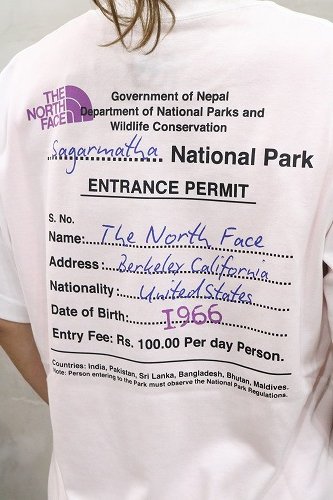 THE
NORTH
FACE
Government of Nepal
Department of National Parks and
Wildlife Conservation
Sagarmatha National Park
ENTRANCE PERMIT
S. No.
Name: The North Face
Address: Berkeley California
Nationality: United States
Date of Birth: 1966
Entry Fee: Rs. 100.00 Per day Person.
Countries: India, Pakistan, Sri Lanka, Bangladesh, Bhutan, Maldives.
Note: Person entering to the Park must observe the National Park Regulations.